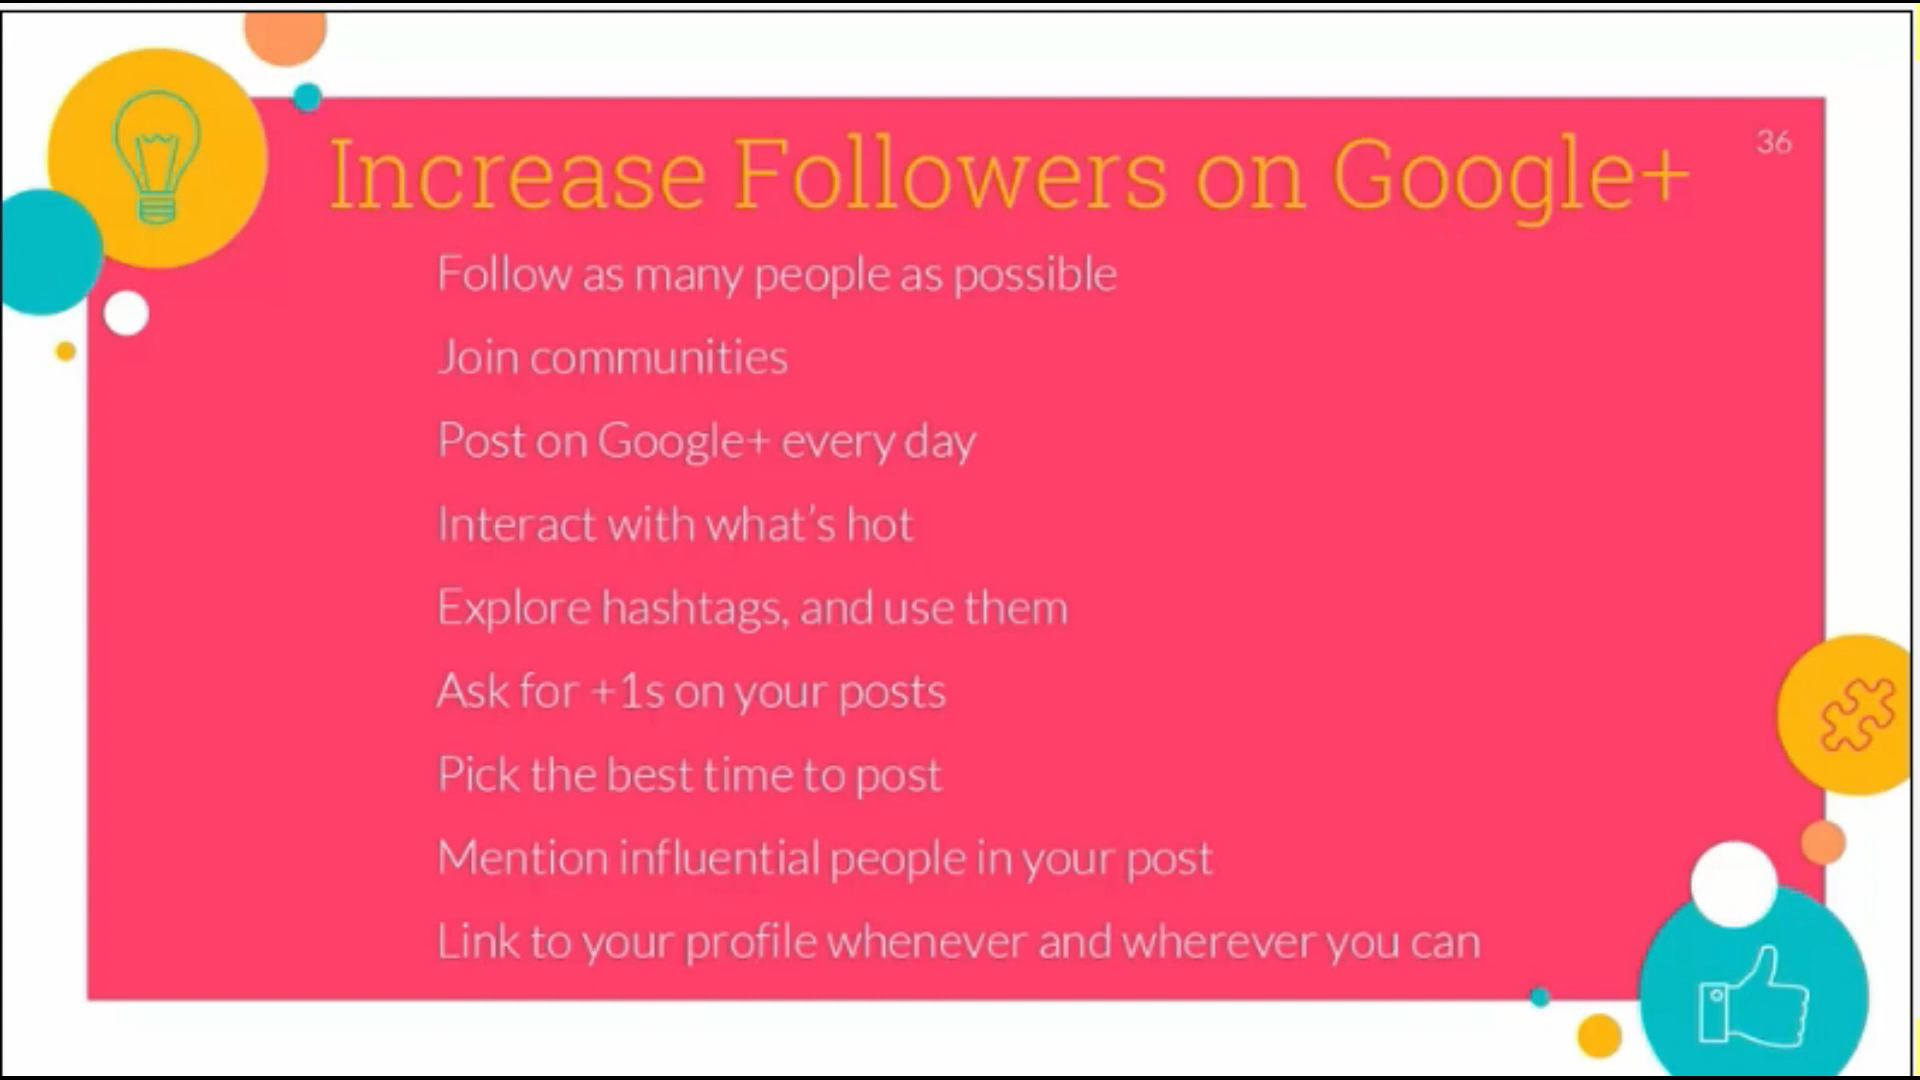 Increase Followers on Google+
36
Follow as many people as possible
Join communities
Post on Google+ every day
Interact with what’s hot
Explore hashtags, and use them
Ask for +1s on your posts
Pick the best time to post
Mention influential people in your post
Link to your profile whenever and wherever you can